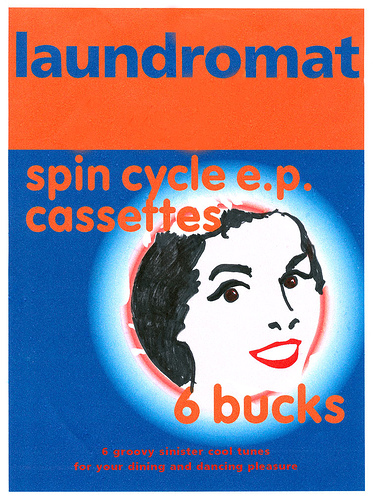 laundromat
spin cycle e.p.
cassettes
6 bucks
6 groovy sinister cool tunes
for your dining and dancing pleasure